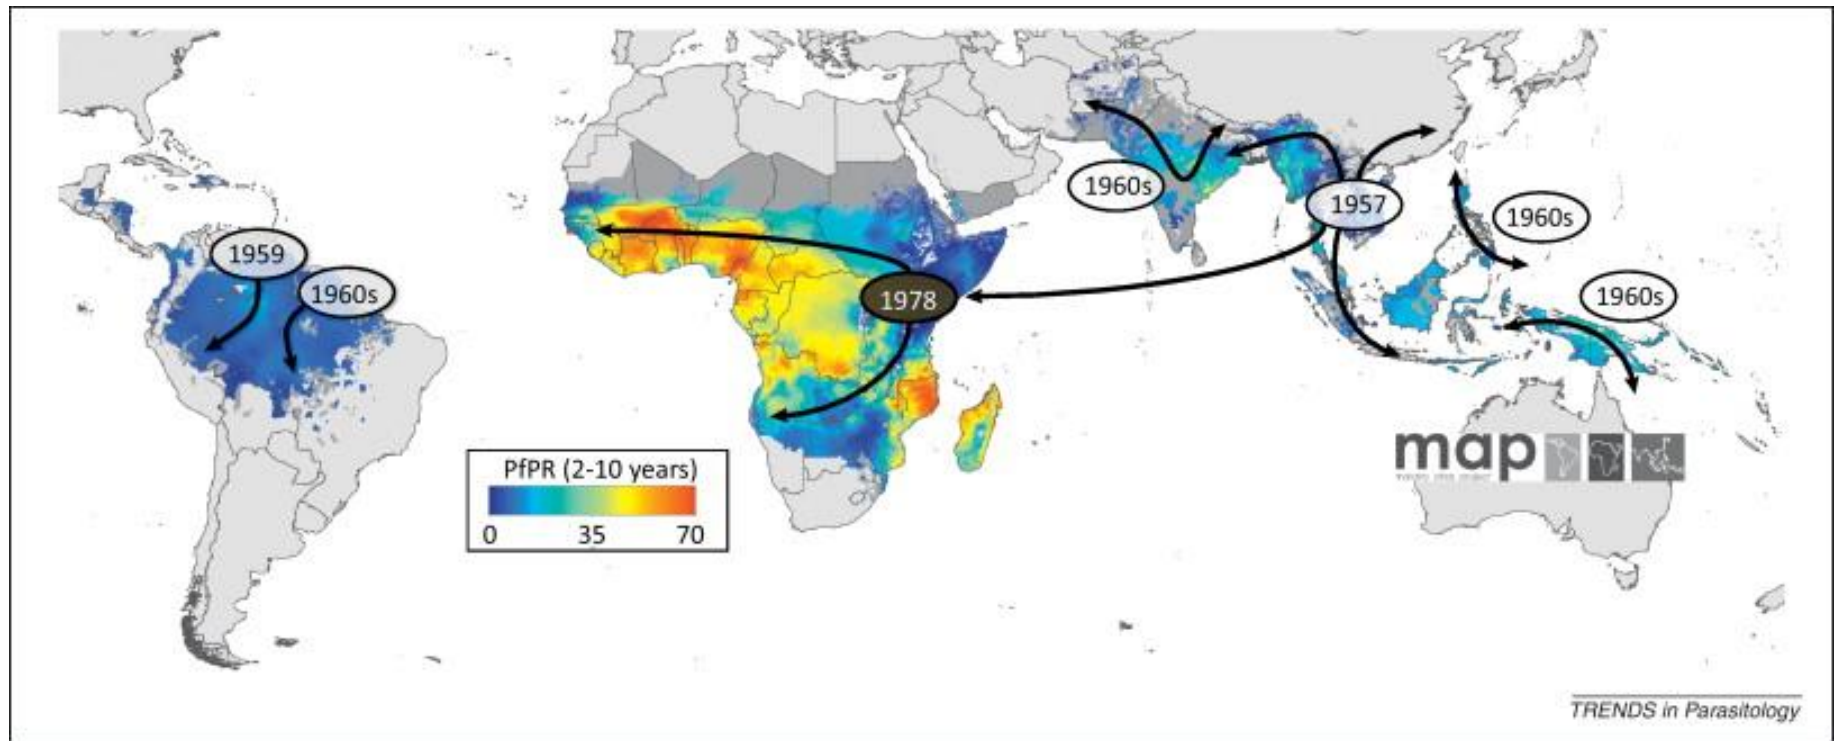 1959
1960s
1978
1960s
1957
1960s
1960s
PfPR (2-10 years)
0 35 70
map
TRENDS in Parasitology